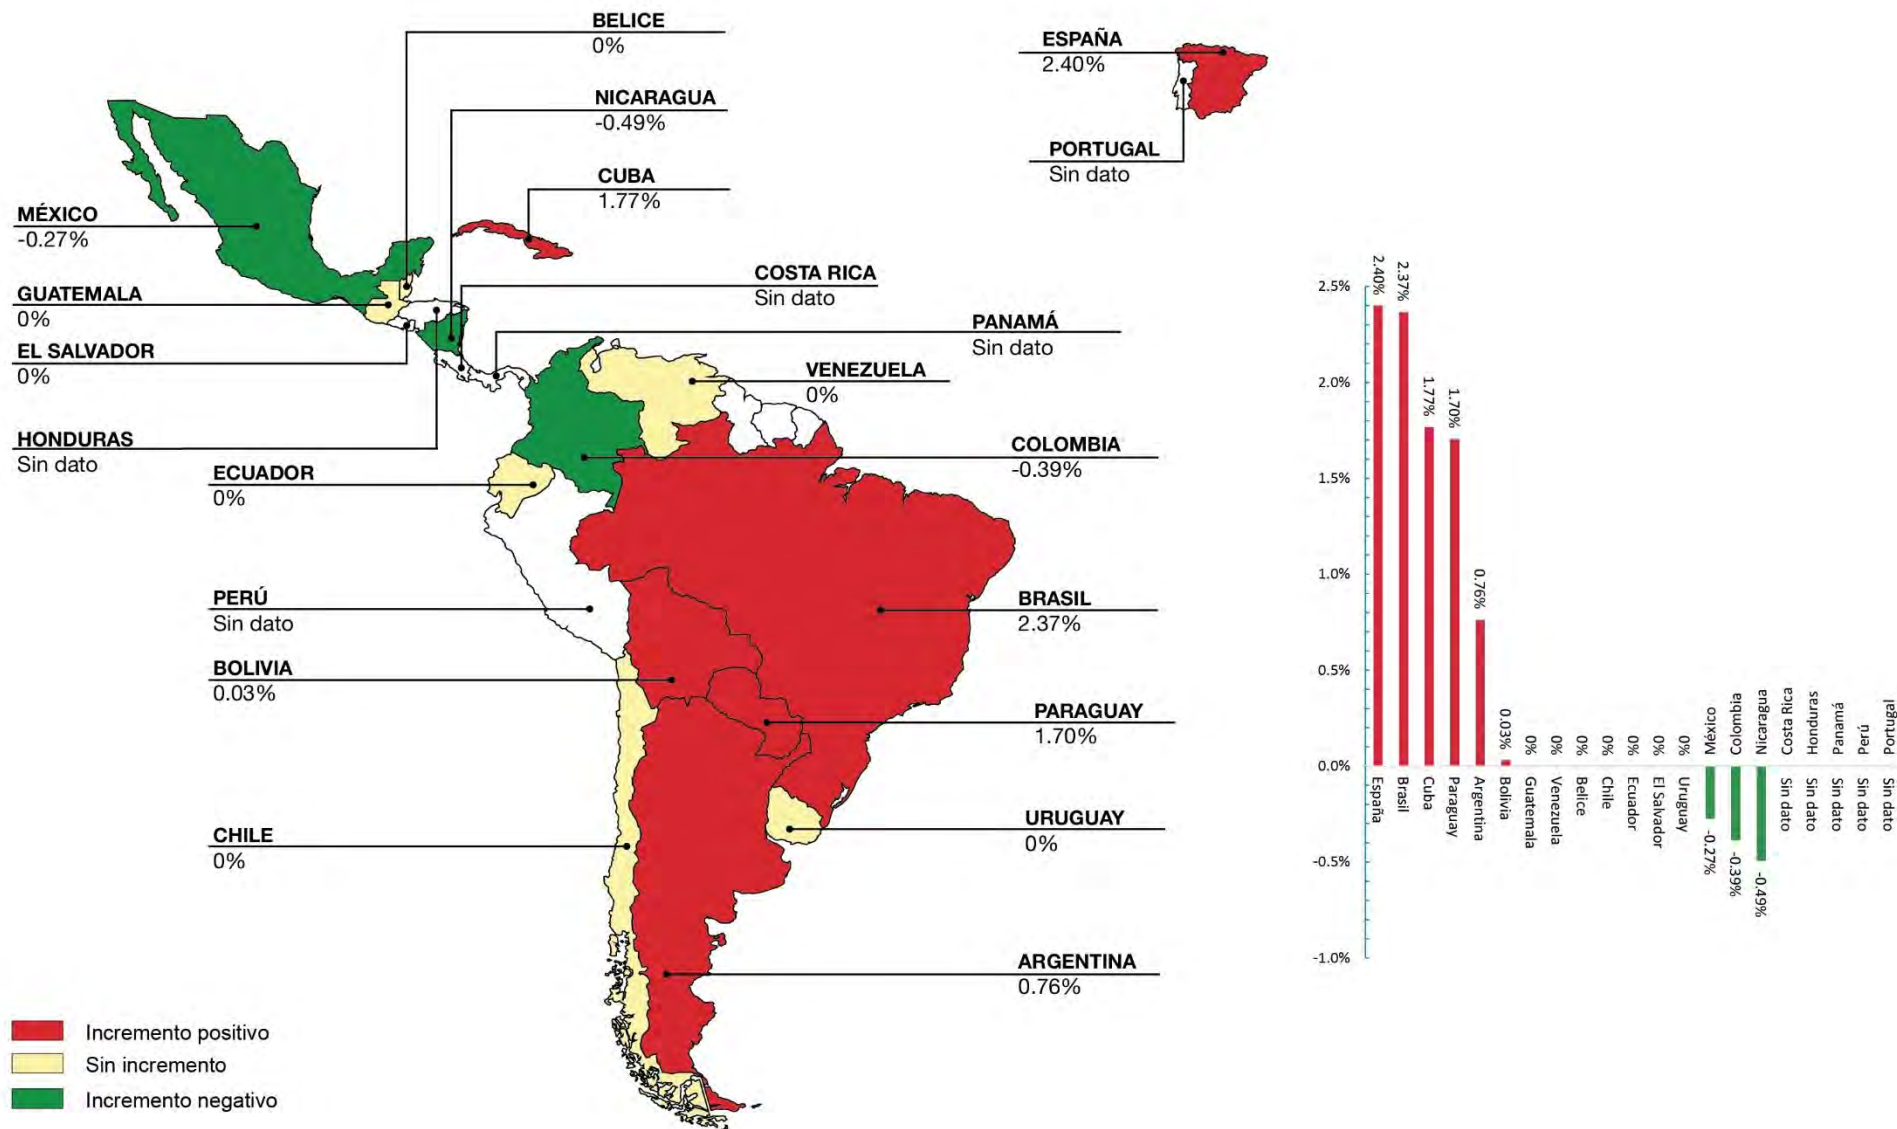 BELICE
0%
NICARAGUA
-0.49%
CUBA
1.77%
ESPAÑA
2.40%
PORTUGAL
Sin dato
MÉXICO
-0.27%
GUATEMALA
0%
EL SALVADOR
0%
HONDURAS
Sin dato
COSTA RICA
Sin dato
PANAMÁ
Sin dato
VENEZUELA
0%
COLOMBIA
-0.39%
ECUADOR
0%
PERÚ
Sin dato
BOLIVIA
0.03%
BRASIL
2.37%
PARAGUAY
1.70%
URUGUAY
0%
CHILE
0%
ARGENTINA
0.76%
Incremento positivo
Sin incremento
Incremento negativo
2.5%
2.0%
1.5%
1.0%
0.5%
0.0%
-0.5%
-1.0%
2.40%
2.37%
1.77%
1.70%
0.76%
0.03%
0%
0%
0%
0%
0%
0%
0%
México
Colombia
Nicaragua
Costa Rica
Honduras
Panamá
Perú
Portugal
España
Brasil
Cuba
Paraguay
Argentina
Bolivia
Guatemala
Venezuela
Belice
Chile
Ecuador
El Salvador
Uruguay
-0.27%
-0.39%
-0.49%
Sin dato
Sin dato
Sin dato
Sin dato
Sin dato